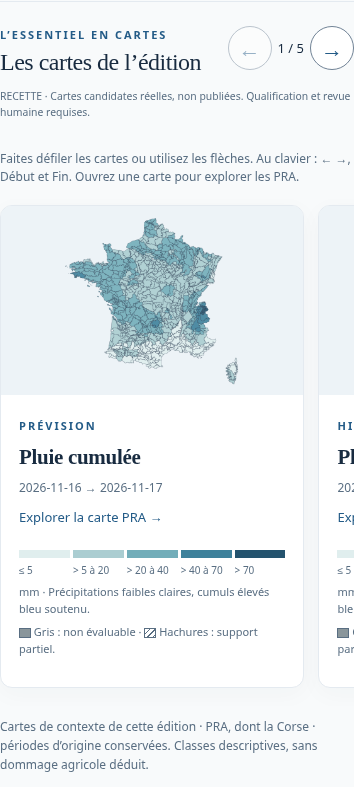 L’ESSENTIEL EN CARTES
Les cartes de l’édition
← 1 / 5 →
RECETTE · Cartes candidates réelles, non publiées. Qualification et revue
humaine requises.
Faites défiler les cartes ou utilisez les flèches. Au clavier : ← →,
Début et Fin. Ouvrez une carte pour explorer les PRA.
PRÉVISION
Pluie cumulée
2026-11-16 → 2026-11-17
Explorer la carte PRA →
≤ 5 > 5 à 20 > 20 à 40 > 40 à 70 > 70
mm · Précipitations faibles claires, cumuls élevés
bleu soutenu.
Gris : non évaluable · Hachures : support
partiel.
HI
≤ 5
mm
Cartes de contexte de cette édition · PRA, dont la Corse ·
périodes d’origine conservées. Classes descriptives, sans
dommage agricole déduit.